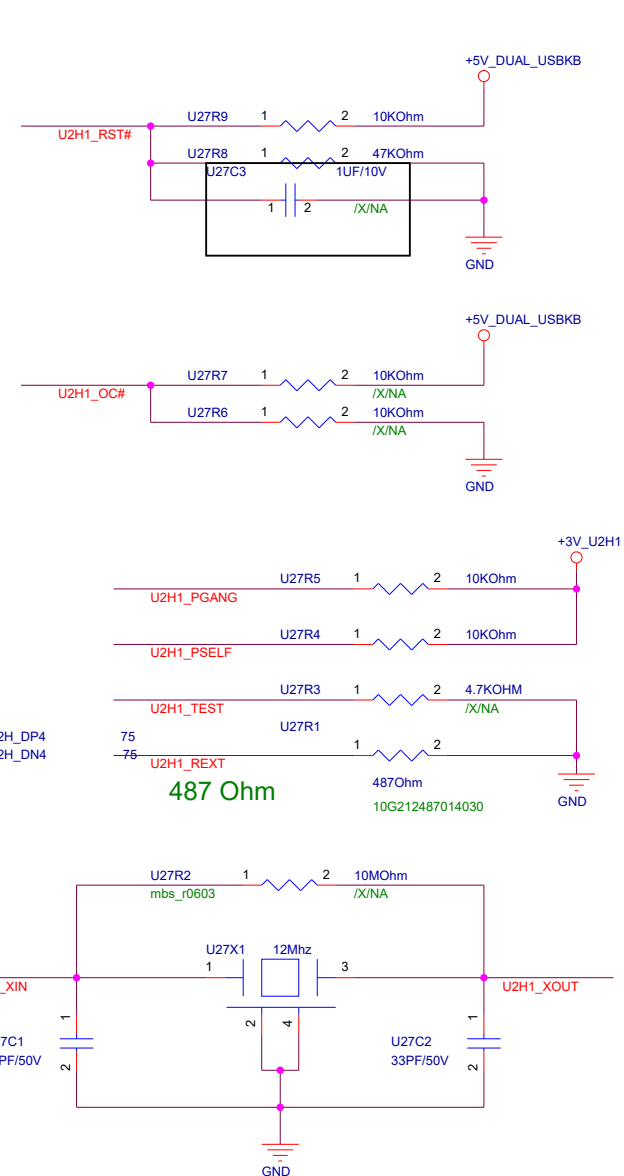 +5V_DUAL_USBKB
U27R9 1 2 10KOhm
U2H1_RST#
U27R8 1 2 47KOhm
U27C3 1UF/10V
1 2 /X/NA
GND
+5V_DUAL_USBKB
U27R7 1 2 10KOhm
U2H1_OC# /X/NA
U27R6 1 2 10KOhm
/X/NA
GND
+3V_U2H1
U27R5 1 2 10KOhm
U2H1_PGANG
U27R4 1 2 10KOhm
U2H1_PSELF
U27R3 1 2 4.7KOHM
U2H1_TEST /X/NA
U27R1
2H_DP4 75
1 2
2H_DN4 75
U2H1_REXT
487 Ohm 487Ohm
10G212487014030
GND
U27R2 1 2 10MOhm
mbs_r0603 /X/NA
U27X1 12Mhz
1 3
_XIN U2H1_XOUT
1 2 4 1
7C1 U27C2
PF/50V 33PF/50V
2 2
GND